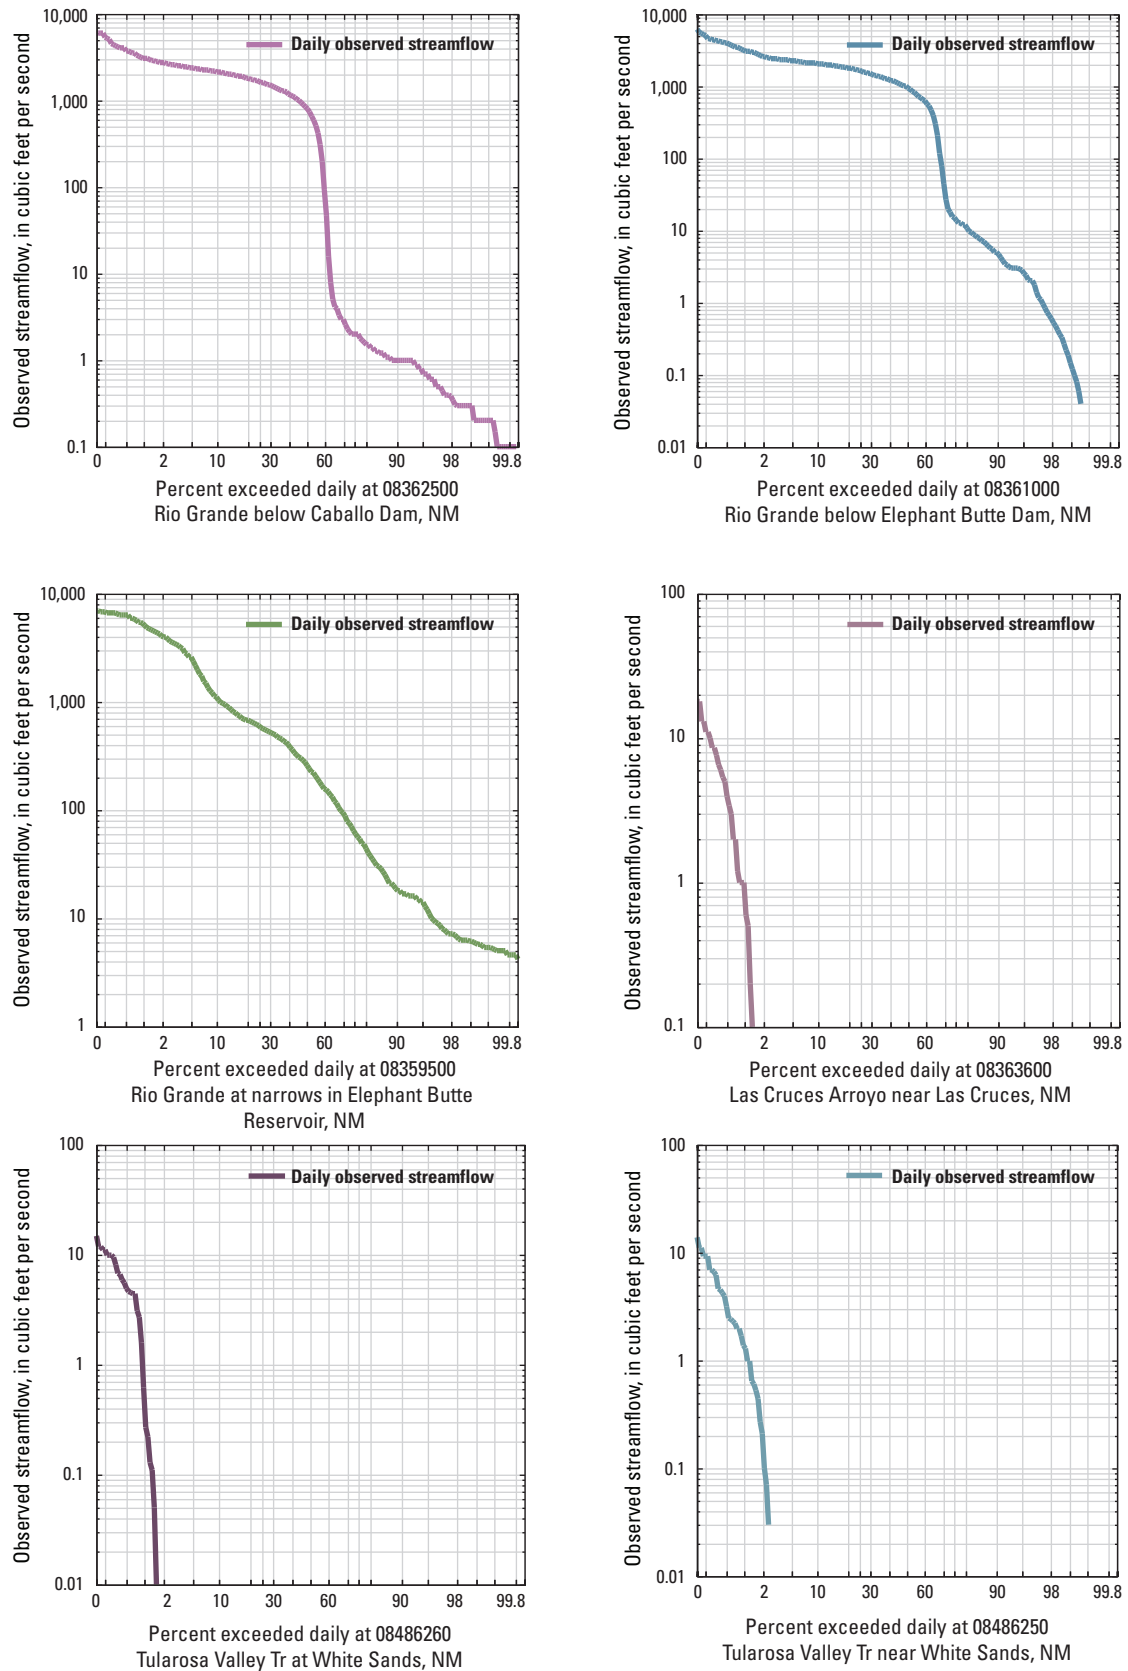 10,000
1,000
100
10
1
0.1
Observed streamflow, in cubic feet per second
Daily observed streamflow
0 2 10 30 60 90 98 99.8
Percent exceeded daily at 08362500
Rio Grande below Caballo Dam, NM
10,000
1,000
100
10
1
0.1
0.01
Observed streamflow, in cubic feet per second
Daily observed streamflow
0 2 10 30 60 90 98 99.8
Percent exceeded daily at 08361000
Rio Grande below Elephant Butte Dam, NM
10,000
1,000
100
10
1
Observed streamflow, in cubic feet per second
Daily observed streamflow
0 2 10 30 60 90 98 99.8
Percent exceeded daily at 08359500
Rio Grande at narrows in Elephant Butte
Reservoir, NM
100
10
1
0.1
Observed streamflow, in cubic feet per second
Daily observed streamflow
0 2 10 30 60 90 98 99.8
Percent exceeded daily at 08363600
Las Cruces Arroyo near Las Cruces, NM
100
10
1
0.1
0.01
Observed streamflow, in cubic feet per second
Daily observed streamflow
0 2 10 30 60 90 98 99.8
Percent exceeded daily at 08486260
Tularosa Valley Tr at White Sands, NM
100
10
1
0.1
0.01
Observed streamflow, in cubic feet per second
Daily observed streamflow
0 2 10 30 60 90 98 99.8
Percent exceeded daily at 08486250
Tularosa Valley Tr near White Sands, NM